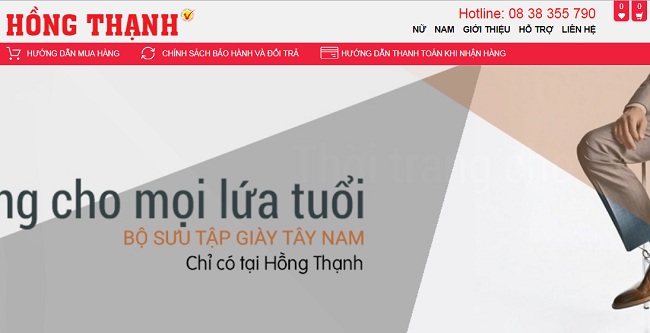 HỒNG THẠNH
Hotline: 08 38 355 790
NỮ NAM GIỚI THIỆU HỖ TRỢ LIÊN HỆ
0 0
HƯỚNG DẪN MUA HÀNG CHÍNH SÁCH BẢO HÀNH VÀ ĐỔI TRẢ HƯỚNG DẪN THANH TOÁN KHI NHẬN HÀNG
Thời trang ch
ng cho mọi lứa tuổi
BỘ SƯU TẬP GIÀY TÂY NAM
Chỉ có tại Hồng Thạnh